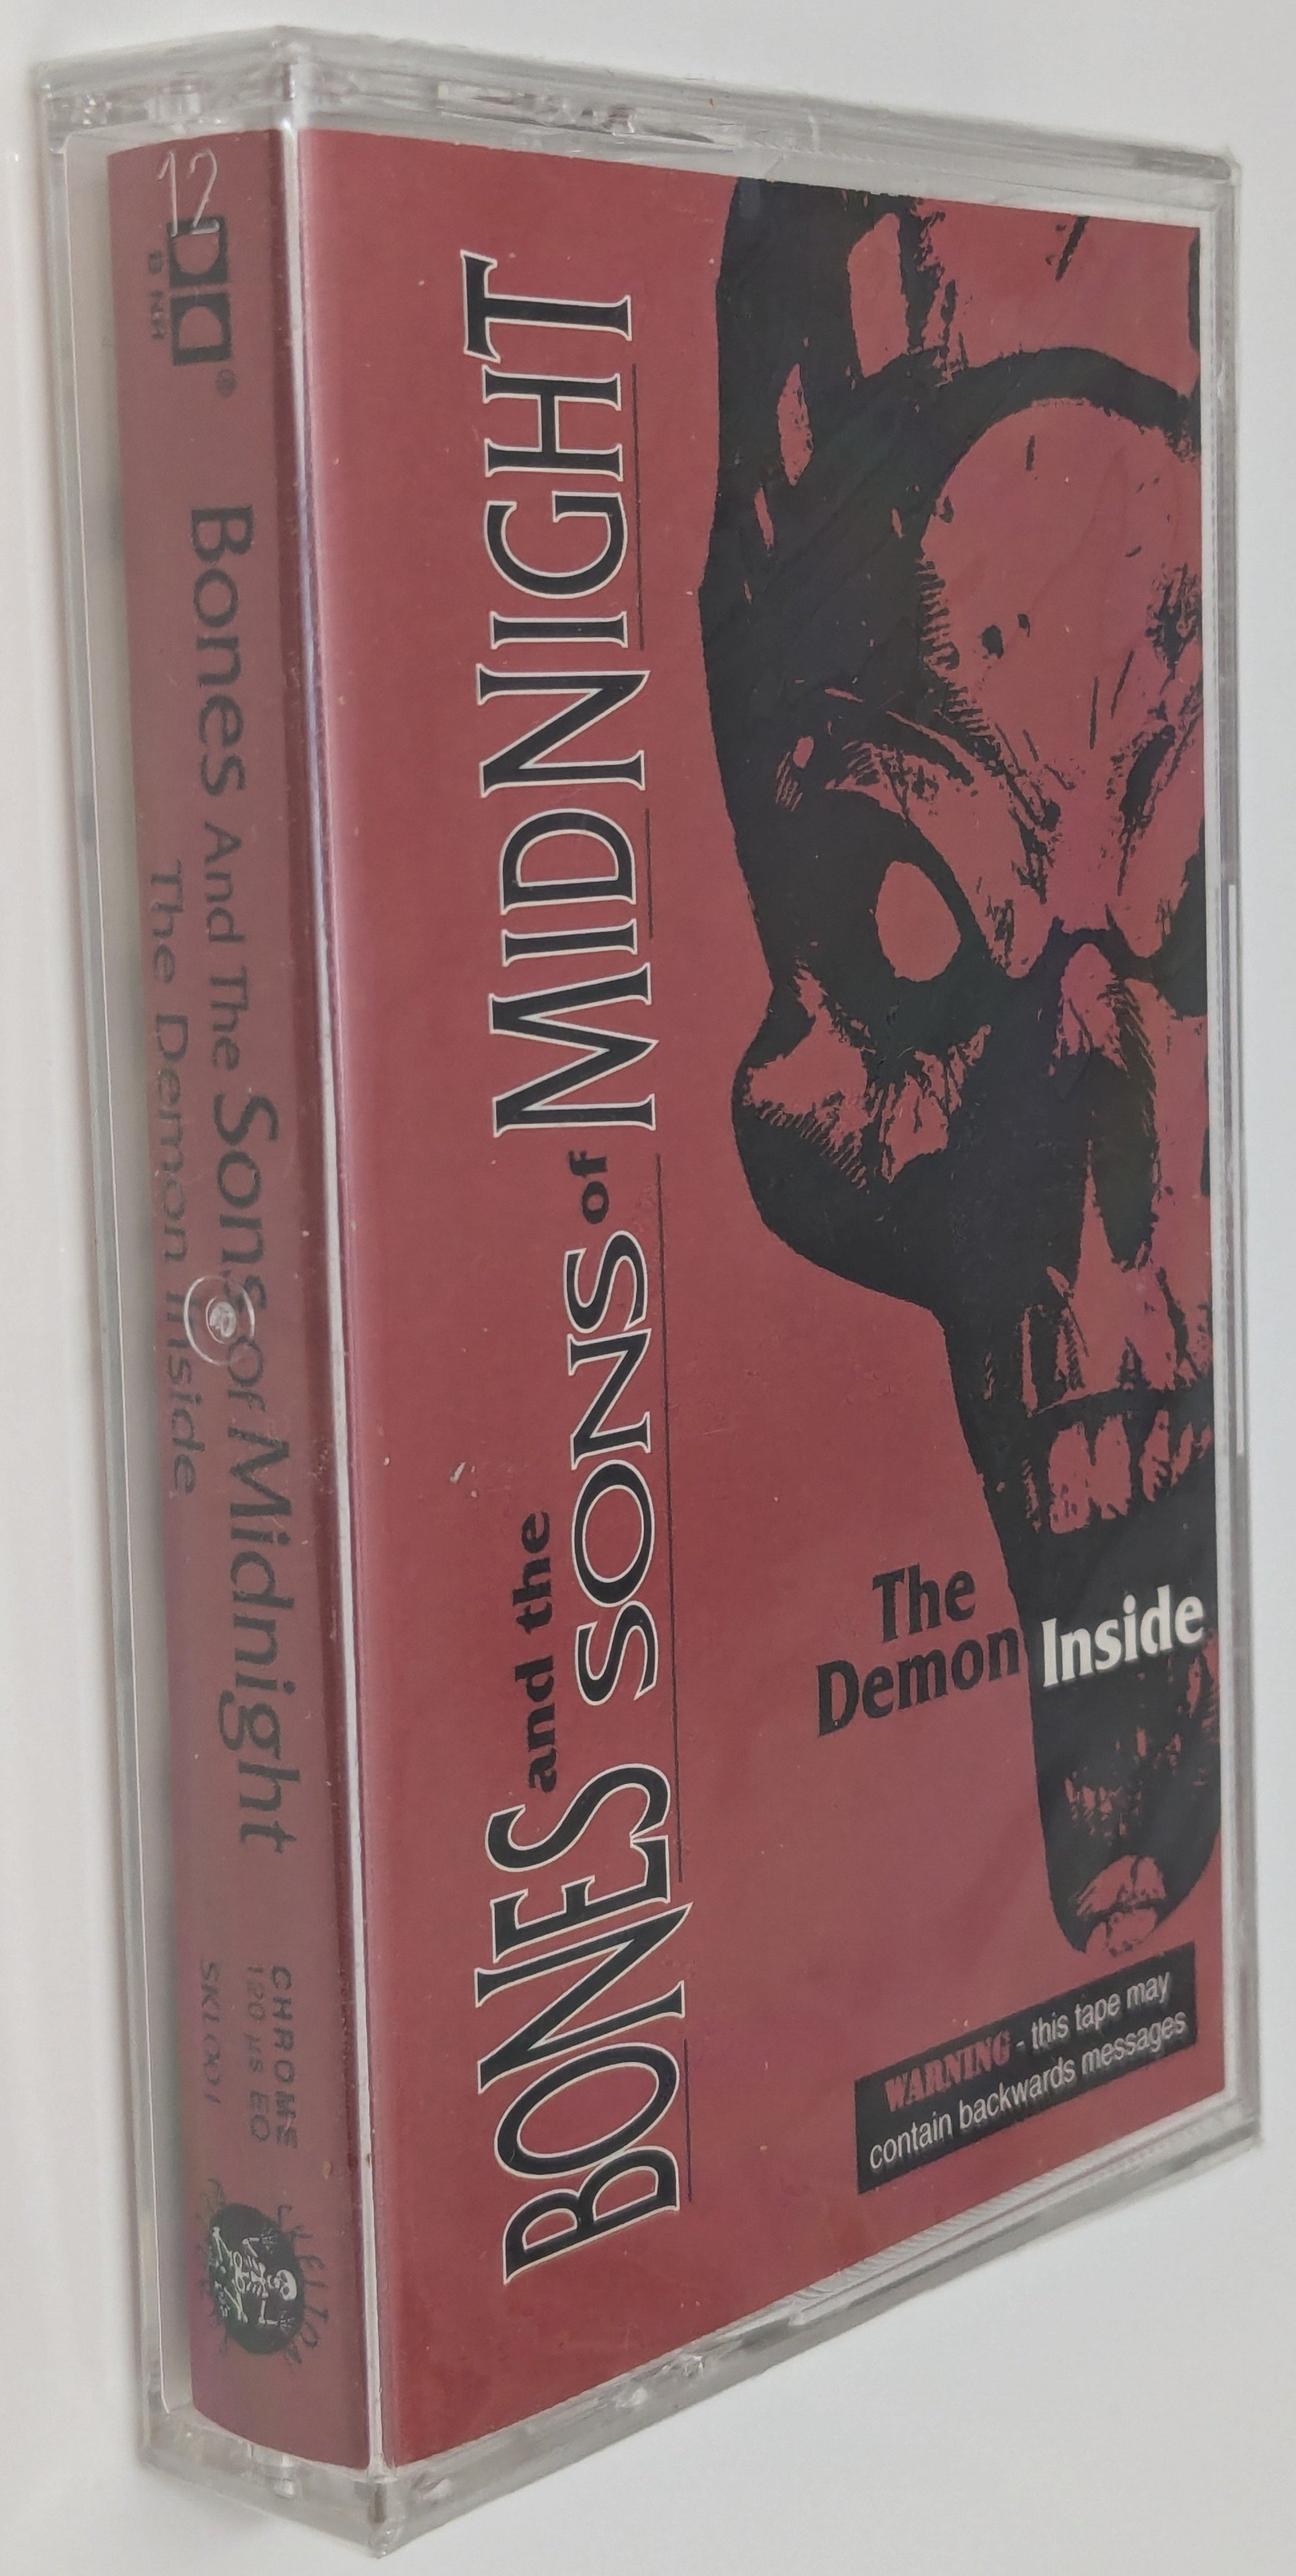 BONES and the SONS of MIDNIGHT
The
Demon Inside
WARNING - this tape may
contain backwards messages
12
B NR
®
Bones And The Sons of Midnight
The Demon Inside
CHROME
120 µs EQ
SKL001